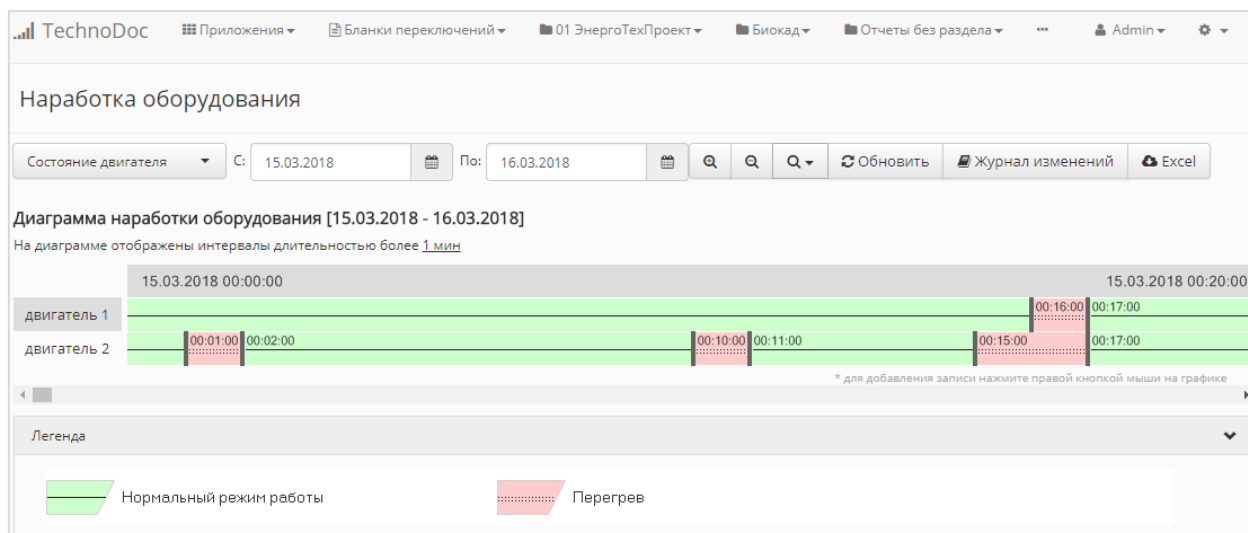 TechnoDoc Приложения Бланки переключений 01 ЭнергоТехПроект Биокад Отчеты без раздела ... Admin
Наработка оборудования
Состояние двигателя С: 15.03.2018 По: 16.03.2018 Обновить Журнал изменений Excel
Диаграмма наработки оборудования [15.03.2018 - 16.03.2018]
На диаграмме отображены интервалы длительностью более 1 мин
15.03.2018 00:00:00 15.03.2018 00:20:00
двигатель 1 00:16:00 00:17:00
двигатель 2 00:01:00 00:02:00 00:10:00 00:11:00 00:15:00 00:17:00
* для добавления записи нажмите правой кнопкой мыши на графике
Легенда
Нормальный режим работы Перегрев